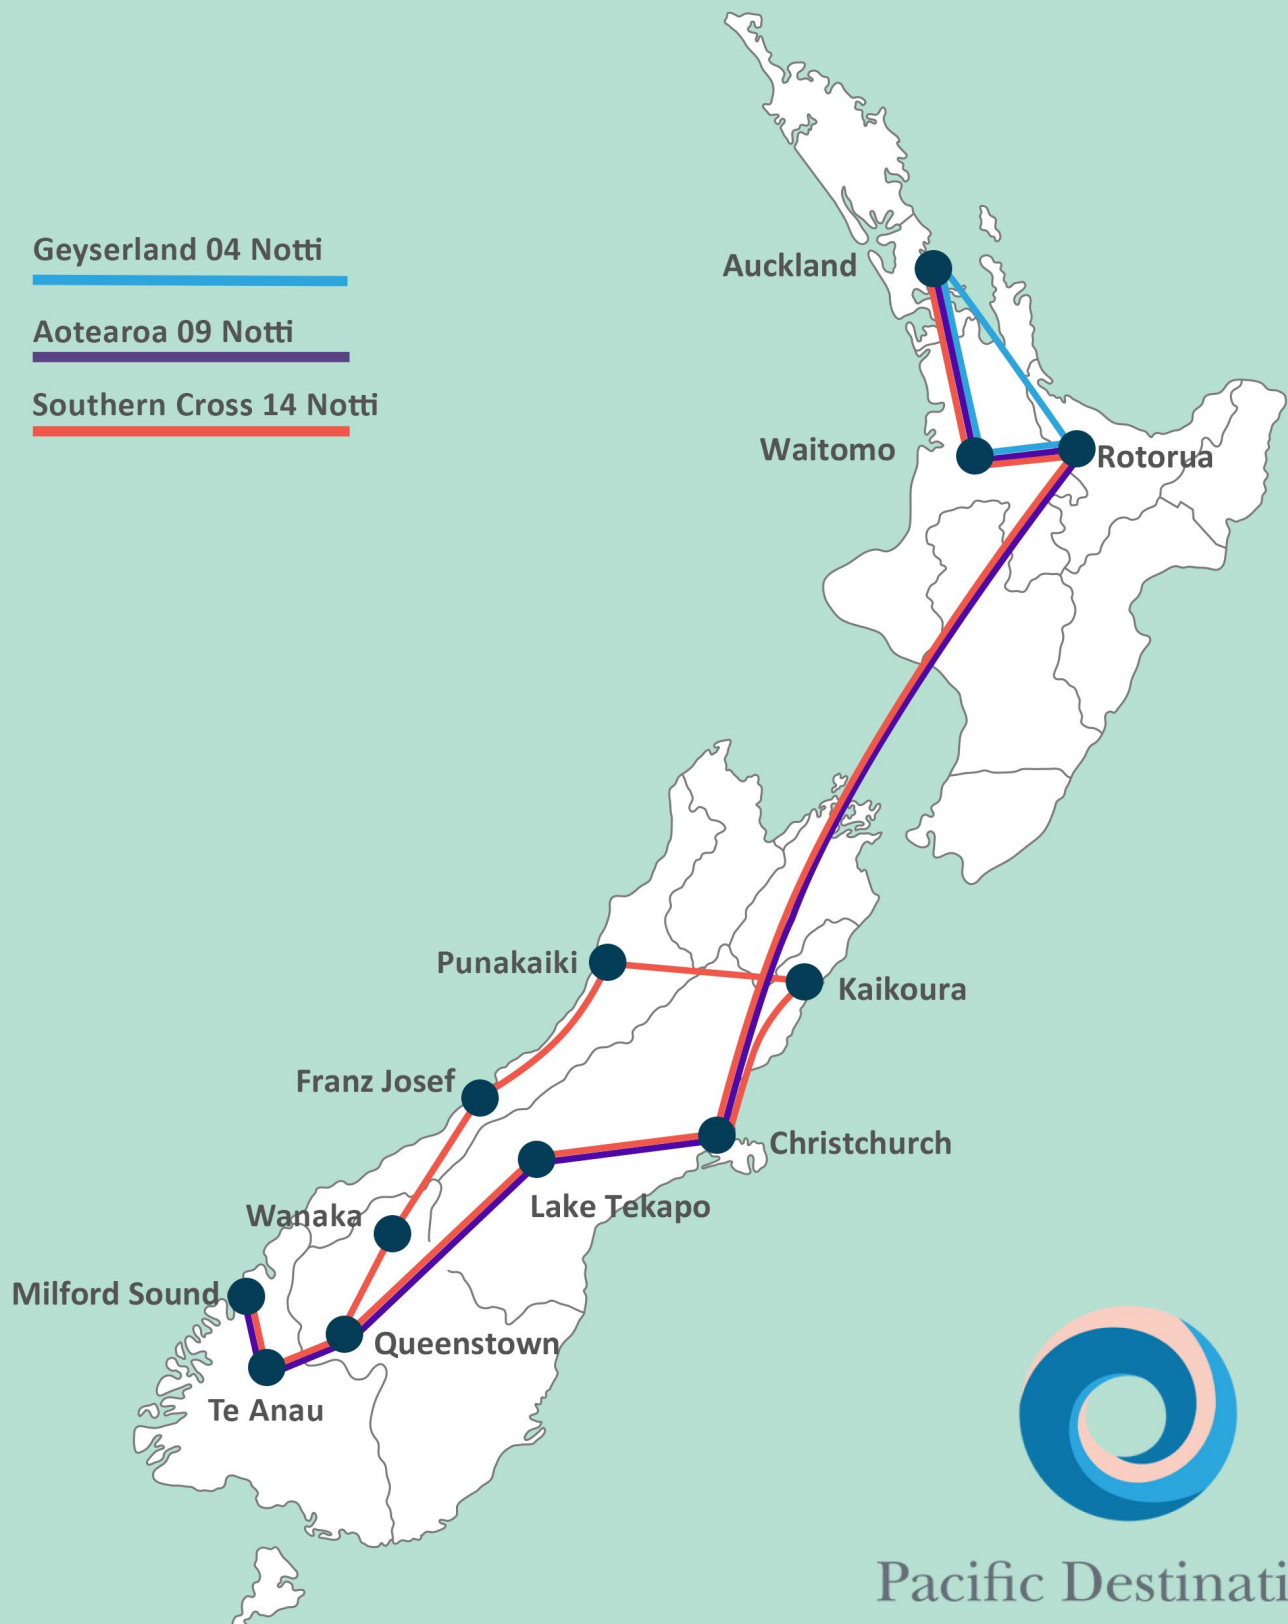 Geyserland 04 Notti
Aotearoa 09 Notti
Southern Cross 14 Notti
Auckland
Waitomo
Rotorua
Punakaiki
Kaikoura
Franz Josef
Christchurch
Lake Tekapo
Wanaka
Milford Sound
Queenstown
Te Anau
Pacific Destinati